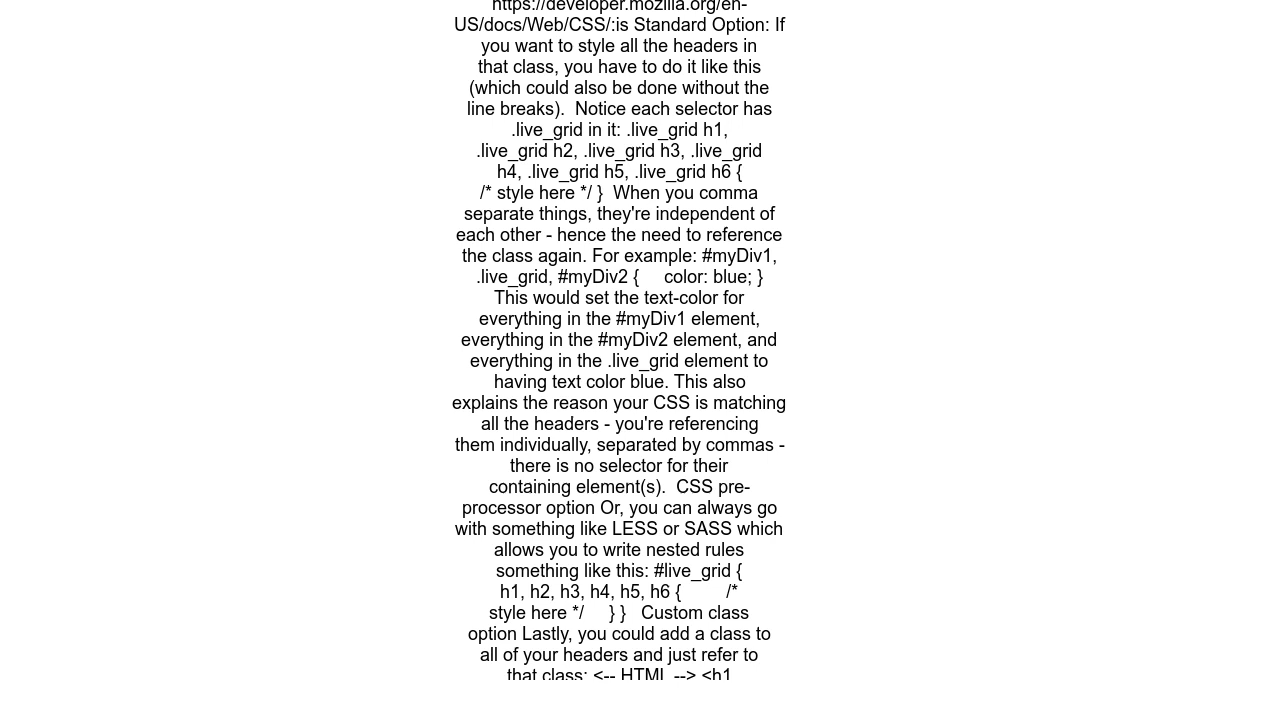 https://developer.mozilla.org/en-
US/docs/Web/CSS/:is Standard Option: If
you want to style all the headers in
that class, you have to do it like this
(which could also be done without the
line breaks).  Notice each selector has
.live_grid in it: .live_grid h1,
.live_grid h2, .live_grid h3, .live_grid
h4, .live_grid h5, .live_grid h6 {
/* style here */ }  When you comma
separate things, they're independent of
each other - hence the need to reference
the class again. For example: #myDiv1,
.live_grid, #myDiv2 {     color: blue; }
This would set the text-color for
everything in the #myDiv1 element,
everything in the #myDiv2 element, and
everything in the .live_grid element to
having text color blue. This also
explains the reason your CSS is matching
all the headers - you're referencing
them individually, separated by commas -
there is no selector for their
containing element(s).  CSS pre-
processor option Or, you can always go
with something like LESS or SASS which
allows you to write nested rules
something like this: #live_grid {
h1, h2, h3, h4, h5, h6 {         /*
style here */     } }   Custom class
option Lastly, you could add a class to
all of your headers and just refer to
that class: <-- HTML --> <h1